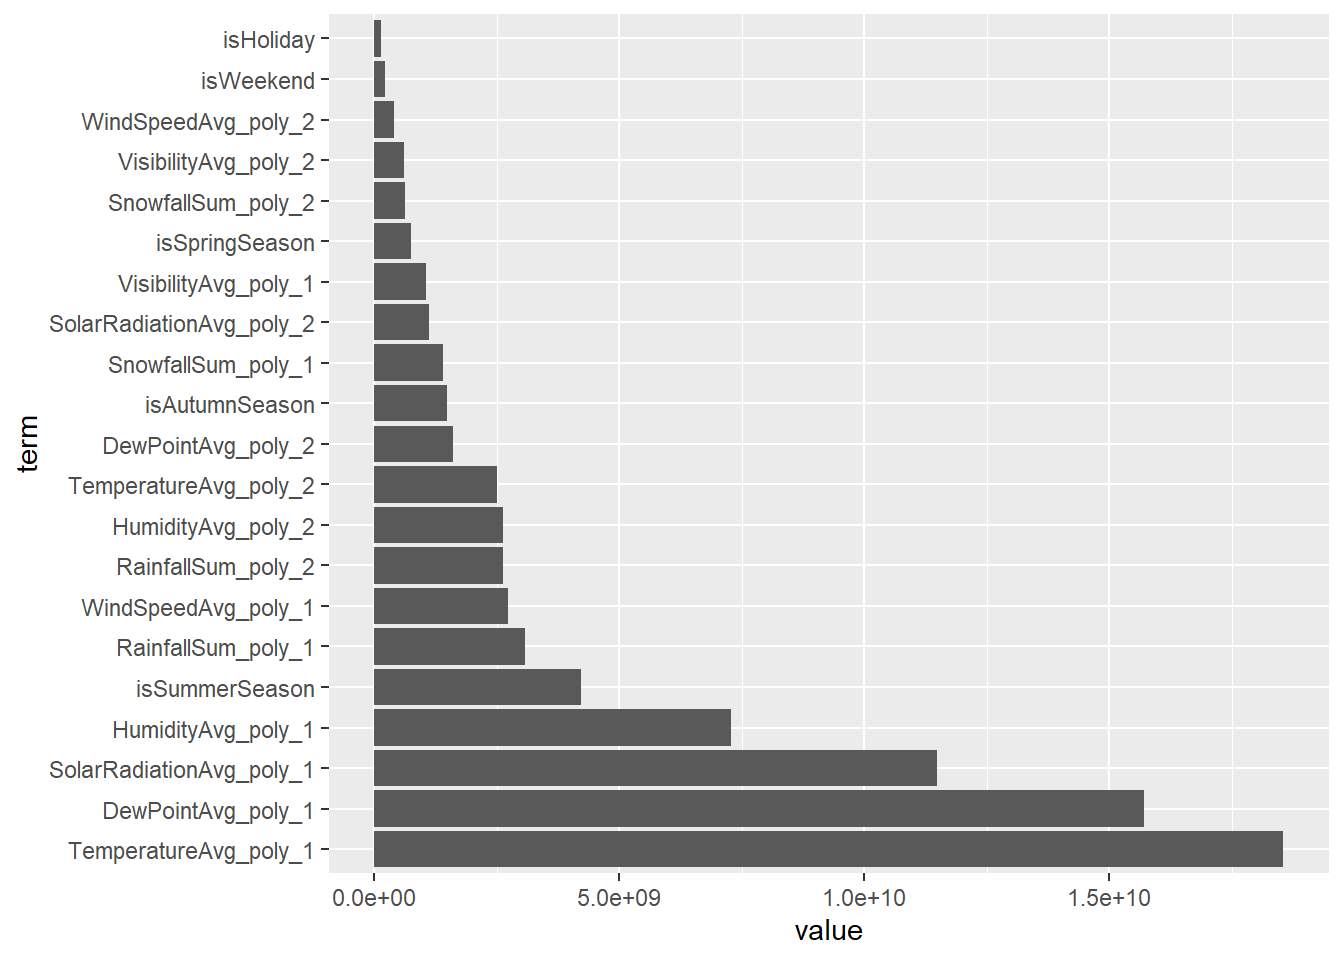 isHoliday
isWeekend
WindSpeedAvg_poly_2
VisibilityAvg_poly_2
SnowfallSum_poly_2
isSpringSeason
VisibilityAvg_poly_1
SolarRadiationAvg_poly_2
SnowfallSum_poly_1
isAutumnSeason
DewPointAvg_poly_2
TemperatureAvg_poly_2
HumidityAvg_poly_2
RainfallSum_poly_2
WindSpeedAvg_poly_1
RainfallSum_poly_1
isSummerSeason
HumidityAvg_poly_1
SolarRadiationAvg_poly_1
DewPointAvg_poly_1
TemperatureAvg_poly_1
term
0.0e+00 5.0e+09 1.0e+10 1.5e+10
value